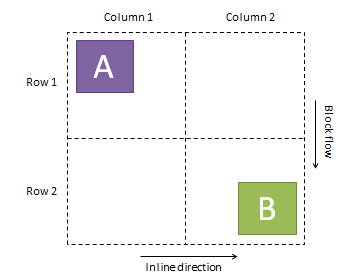 Column 1 Column 2
Row 1
A
Block flow
Row 2
B
Inline direction